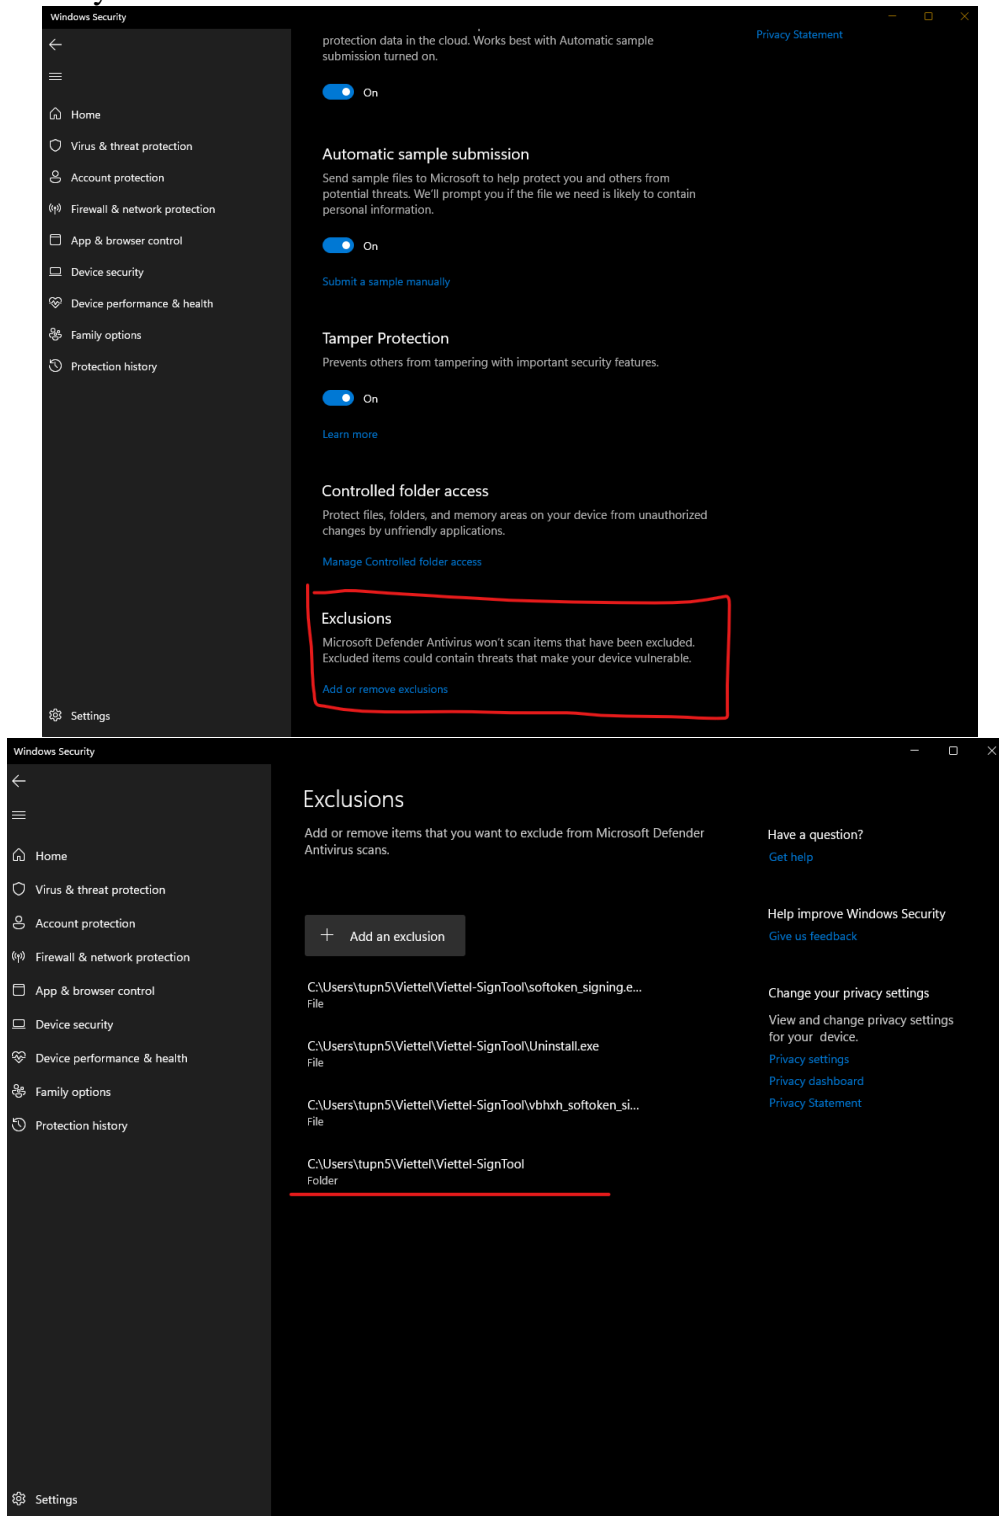 Windows Security
protection data in the cloud. Works best with Automatic sample
submission turned on.
Privacy Statement
On
Home
Virus & threat protection
Account protection
Firewall & network protection
App & browser control
Device security
Device performance & health
Family options
Protection history
Automatic sample submission
Send sample files to Microsoft to help protect you and others from
potential threats. We'll prompt you if the file we need is likely to contain
personal information.
On
Submit a sample manually
Tamper Protection
Prevents others from tampering with important security features.
On
Learn more
Controlled folder access
Protect files, folders, and memory areas on your device from unauthorized
changes by unfriendly applications.
Manage Controlled folder access
Exclusions
Microsoft Defender Antivirus won't scan items that have been excluded.
Excluded items could contain threats that make your device vulnerable.
Add or remove exclusions
Settings
Windows Security
Home
Virus & threat protection
Account protection
Firewall & network protection
App & browser control
Device security
Device performance & health
Family options
Protection history
Settings
Exclusions
Add or remove items that you want to exclude from Microsoft Defender
Antivirus scans.
Add an exclusion
C:\Users\tupn5\Viettel\Viettel-SignTool\softoken_signing.e...
File
C:\Users\tupn5\Viettel\Viettel-SignTool\Uninstall.exe
File
C:\Users\tupn5\Viettel\Viettel-SignTool\vbhxh_softoken_si...
File
C:\Users\tupn5\Viettel\Viettel-SignTool
Folder
Have a question?
Get help
Help improve Windows Security
Give us feedback
Change your privacy settings
View and change privacy settings
for your device.
Privacy settings
Privacy dashboard
Privacy Statement